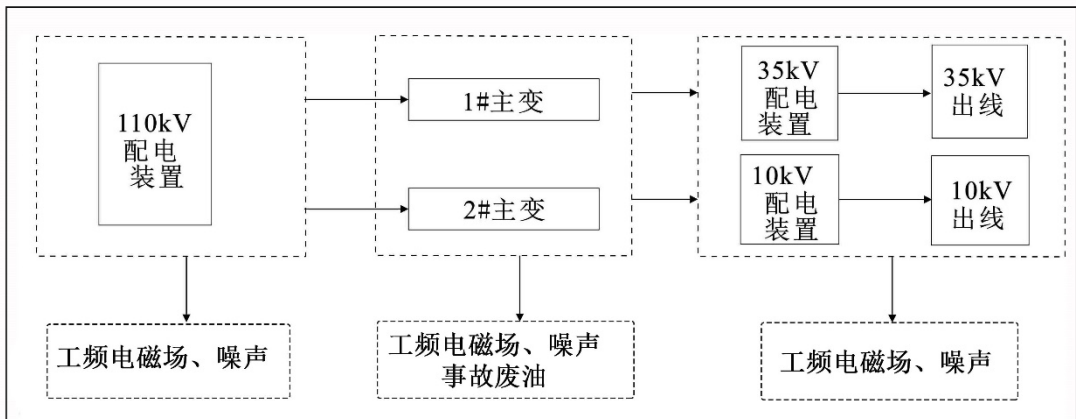 110kV
配电
装置
1#主变
2#主变
35kV
配电
装置
35kV
出线
10kV
配电
装置
10kV
出线
工频电磁场、噪声
工频电磁场、噪声
事故废油
工频电磁场、噪声